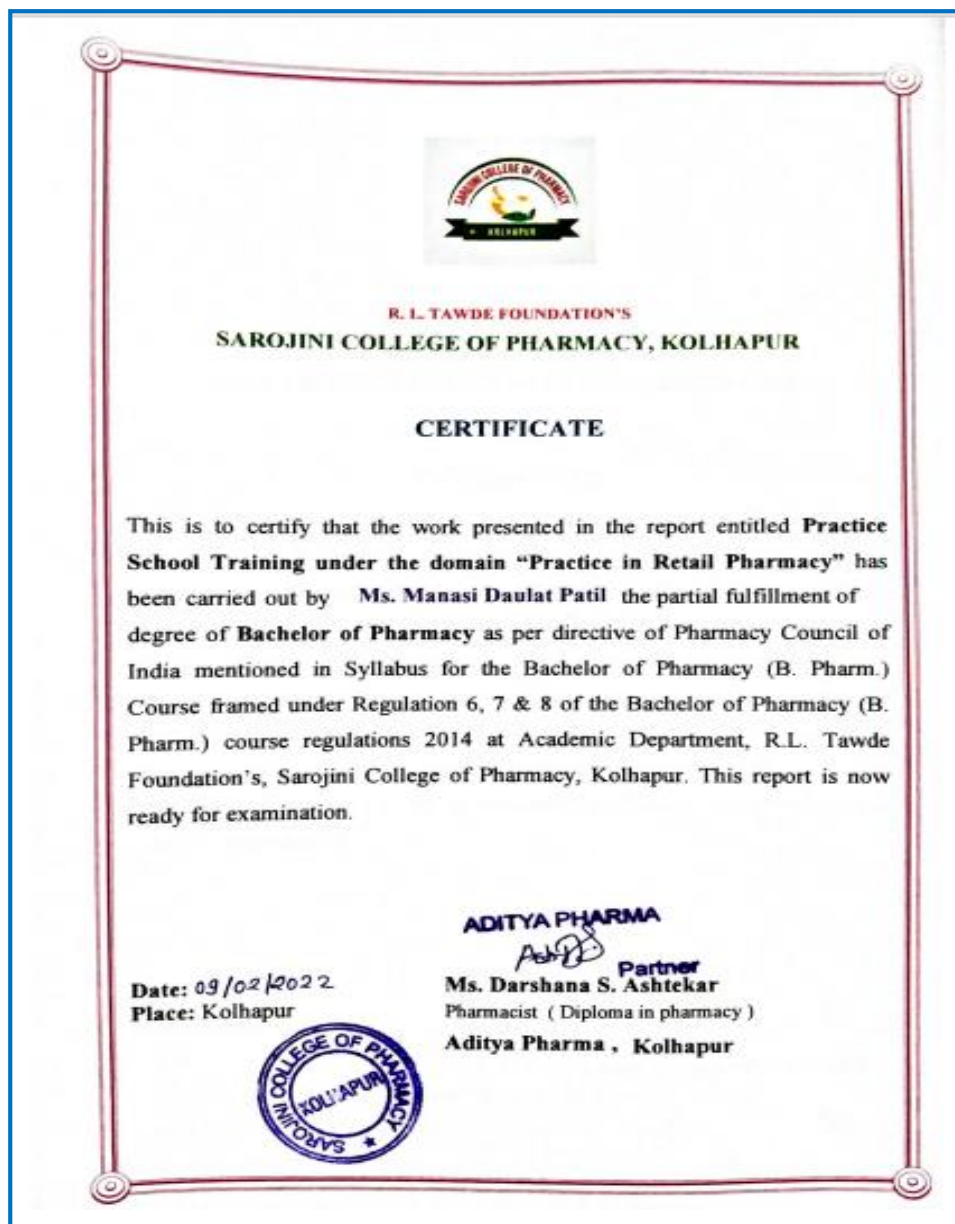 SAROJINI COLLEGE OF PHARMACY
KOLHAPUR
R. L. TAWDE FOUNDATION'S
SAROJINI COLLEGE OF PHARMACY, KOLHAPUR
CERTIFICATE
This is to certify that the work presented in the report entitled Practice
School Training under the domain “Practice in Retail Pharmacy” has
been carried out by Ms. Manasi Daulat Patil the partial fulfillment of
degree of Bachelor of Pharmacy as per directive of Pharmacy Council of
India mentioned in Syllabus for the Bachelor of Pharmacy (B. Pharm.)
Course framed under Regulation 6, 7 & 8 of the Bachelor of Pharmacy (B.
Pharm.) course regulations 2014 at Academic Department, R.L. Tawde
Foundation's, Sarojini College of Pharmacy, Kolhapur. This report is now
ready for examination.
ADITYA PHARMA
Partner
Date: 09/02/2022
Ms. Darshana S. Ashtekar
Place: Kolhapur
Pharmacist ( Diploma in pharmacy )
Aditya Pharma , Kolhapur
SAROJINI COLLEGE OF PHARMACY
KOLHAPUR